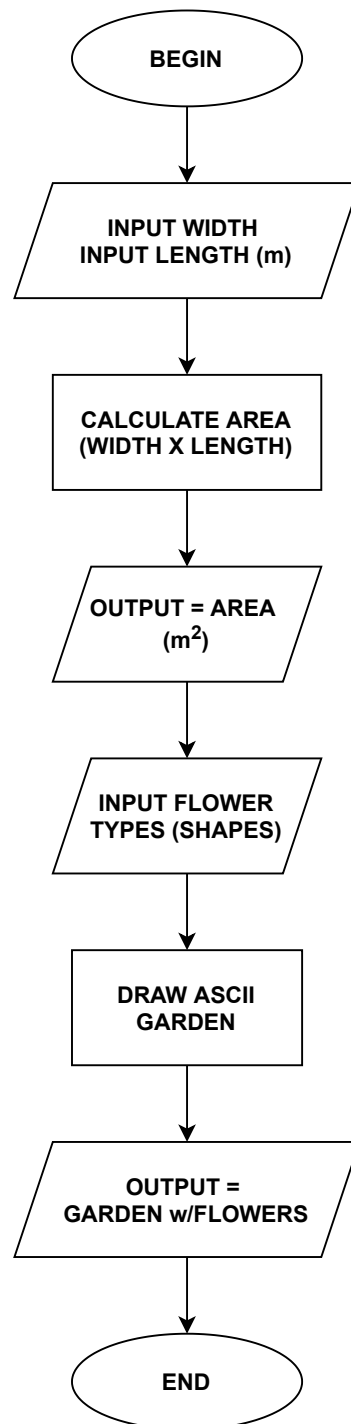 BEGIN
INPUT WIDTH
INPUT LENGTH (m)
CALCULATE AREA
(WIDTH X LENGTH)
OUTPUT = AREA
(m²)
INPUT FLOWER
TYPES (SHAPES)
DRAW ASCII
GARDEN
OUTPUT =
GARDEN w/FLOWERS
END